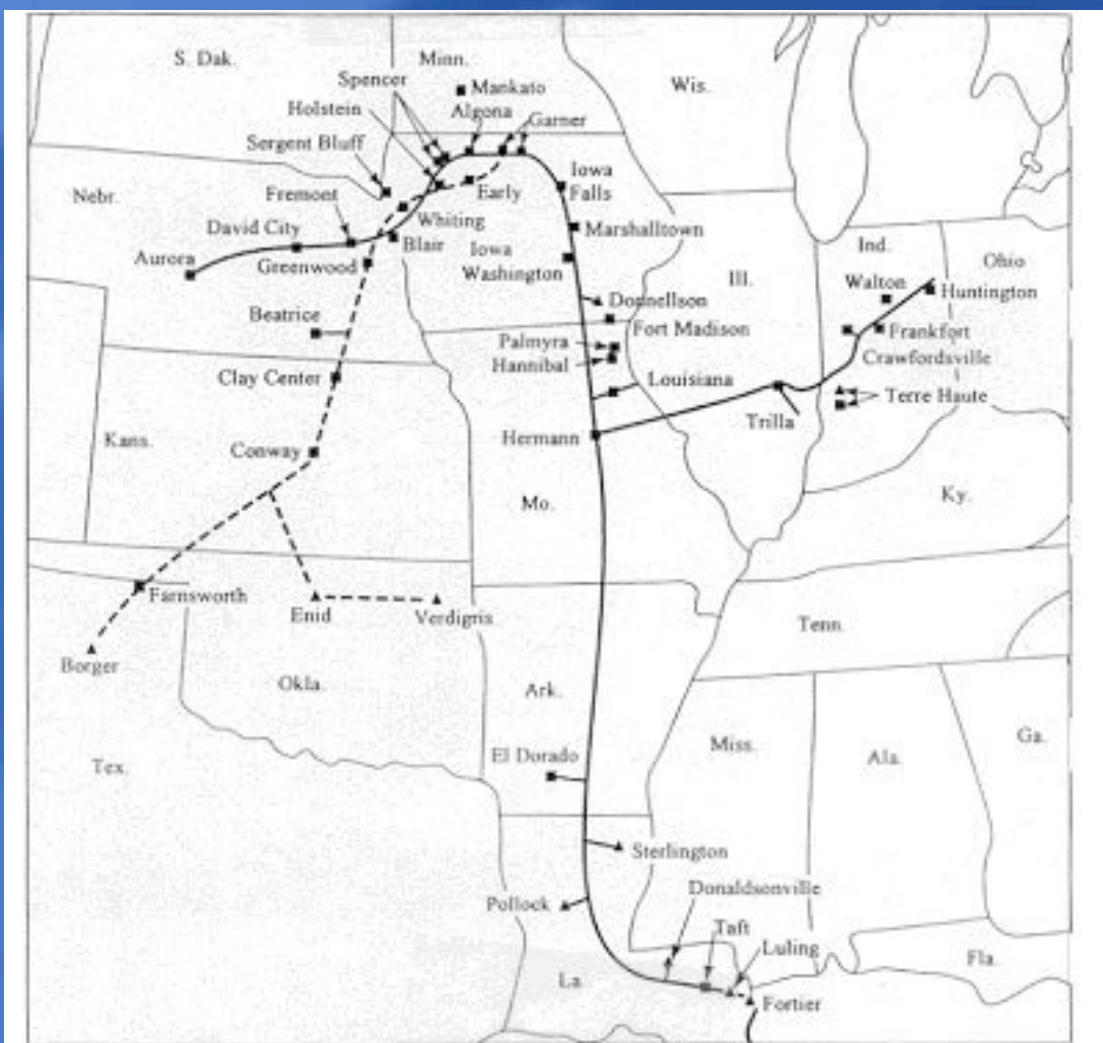 S. Dak.
Minn.
Spencer
Mankato
Wis.
Holstein
Algona
Garner
Sergent Bluff
Iowa
Falls
Early
Nebr.
Fremont
Whiting
Marshalltown
David City
Blair
Iowa
Ind.
Ohio
Aurora
Greenwood
Washington
Ill.
Walton
Huntington
Donnellson
Beatrice
Fort Madison
Frankfort
Palmyra
Hannibal
Crawfordsville
Clay Center
Louisiana
Terre Haute
Trilla
Kans.
Conway
Hermann
Mo.
Ky.
Farnsworth
Enid
Verdigris
Tenn.
Borger
Okla.
Ark.
El Dorado
Miss.
Ala.
Ga.
Tex.
Sterlington
Donaldsonville
Pollock
Taft
Luling
La.
Fla.
Fortier